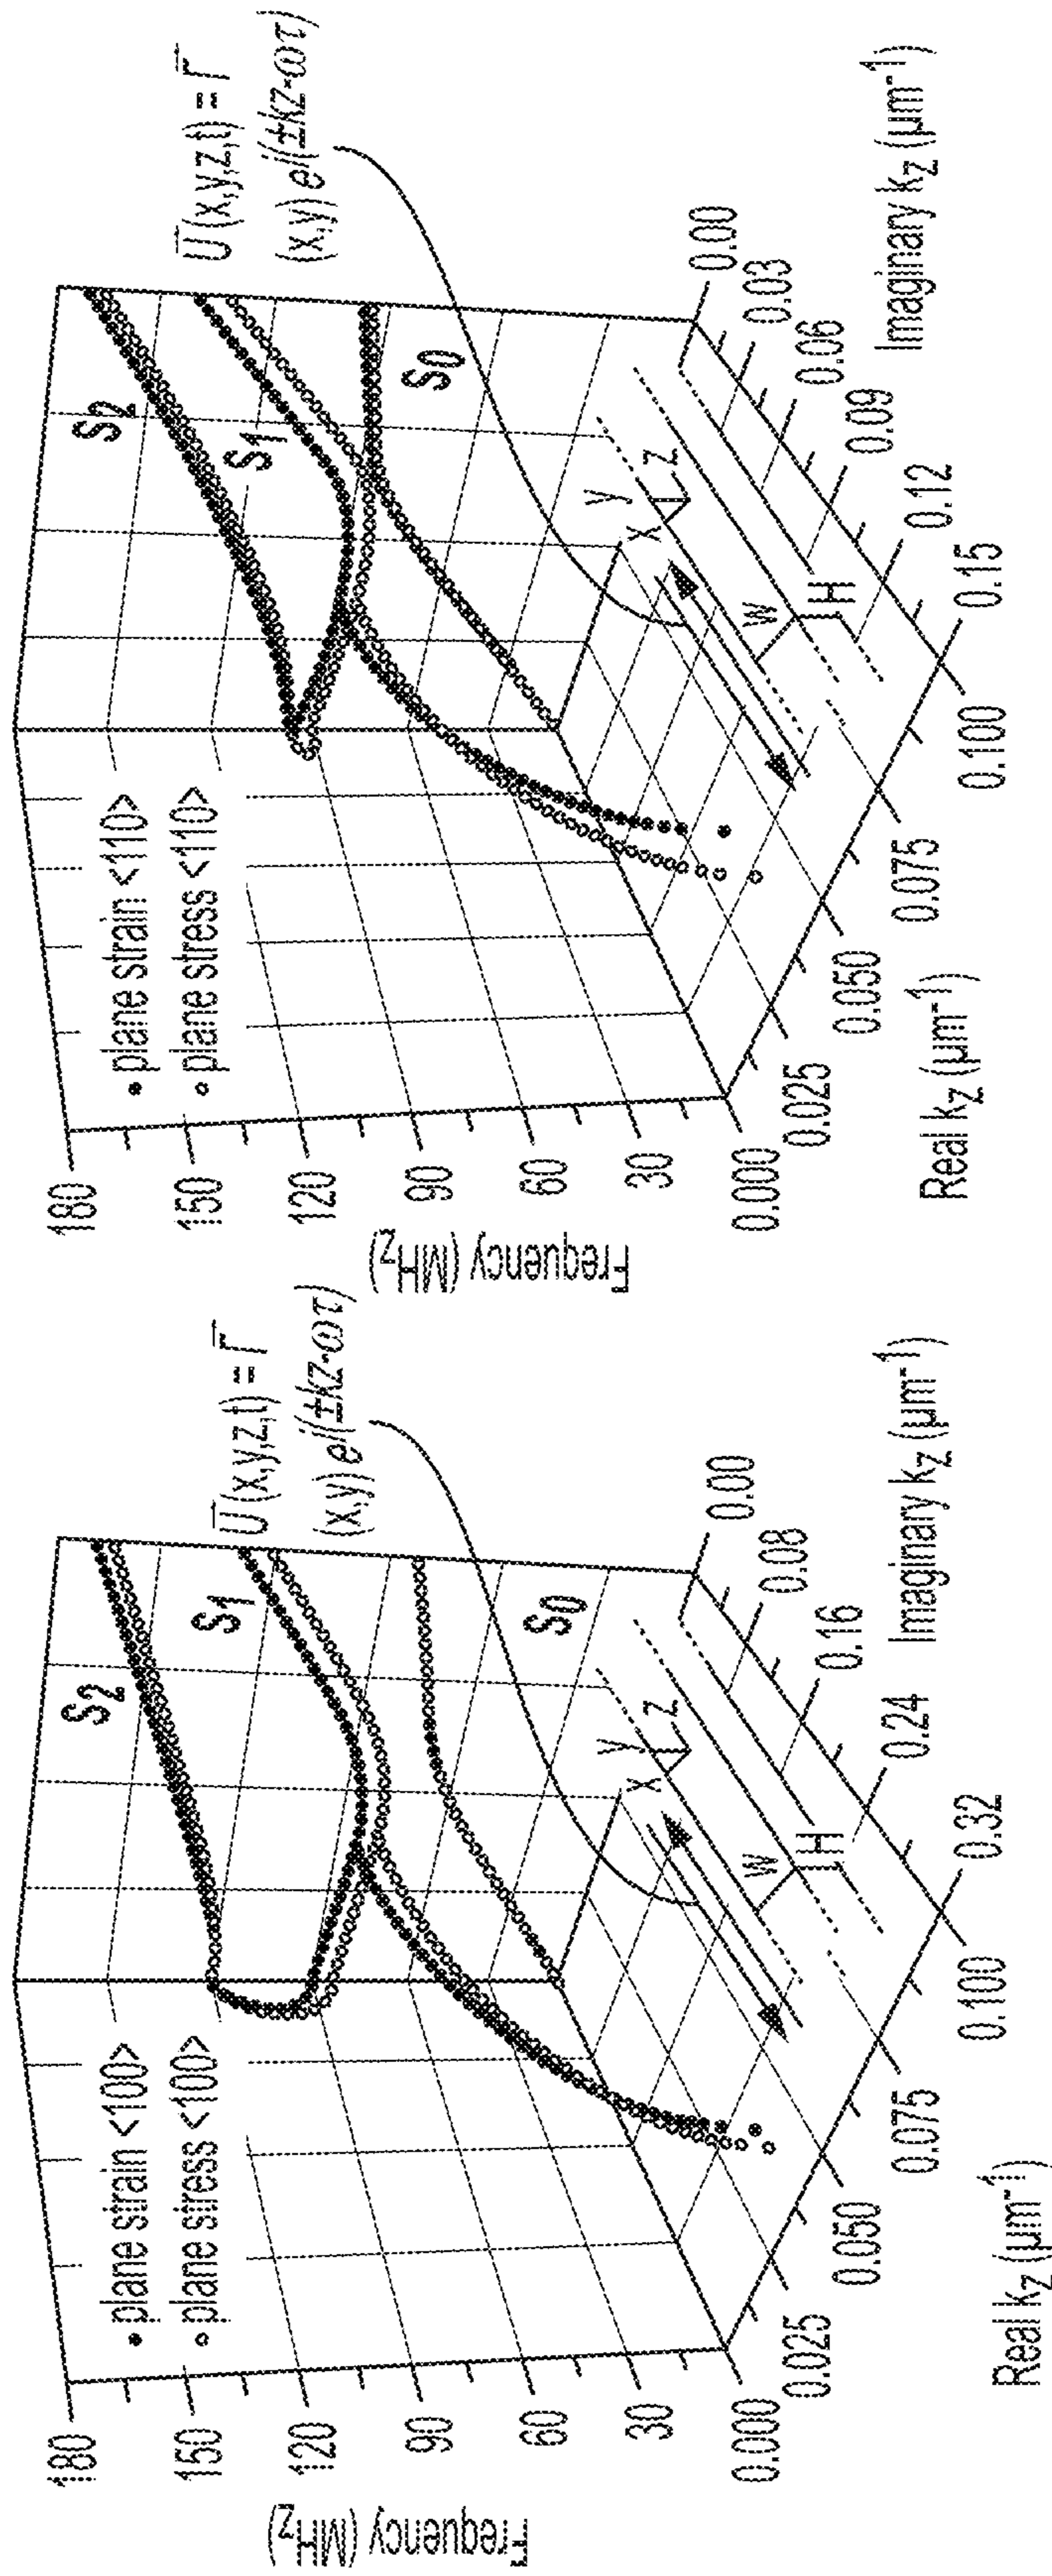 180
150
120
90
60
30
0.000
Frequency (MHz)
• plane strain <100>
○ plane stress <100>
S2
S1
S0
U̅(x,y,z,t) = Γ̅
(x,y) e^i(±kz-ωτ)
x
y
z
w
H
0.025
0.050
0.075
0.100
Real kz (μm-1)
0.32
0.24
0.16
0.08
0.00
Imaginary kz (μm-1)
180
150
120
90
60
30
0.000
Frequency (MHz)
• plane strain <110>
○ plane stress <110>
S2
S1
S0
U̅(x,y,z,t) = Γ̅
(x,y) e^i(±kz-ωτ)
x
y
z
w
H
0.025
0.050
0.075
0.100
Real kz (μm-1)
0.15
0.12
0.09
0.06
0.03
0.00
Imaginary kz (μm-1)